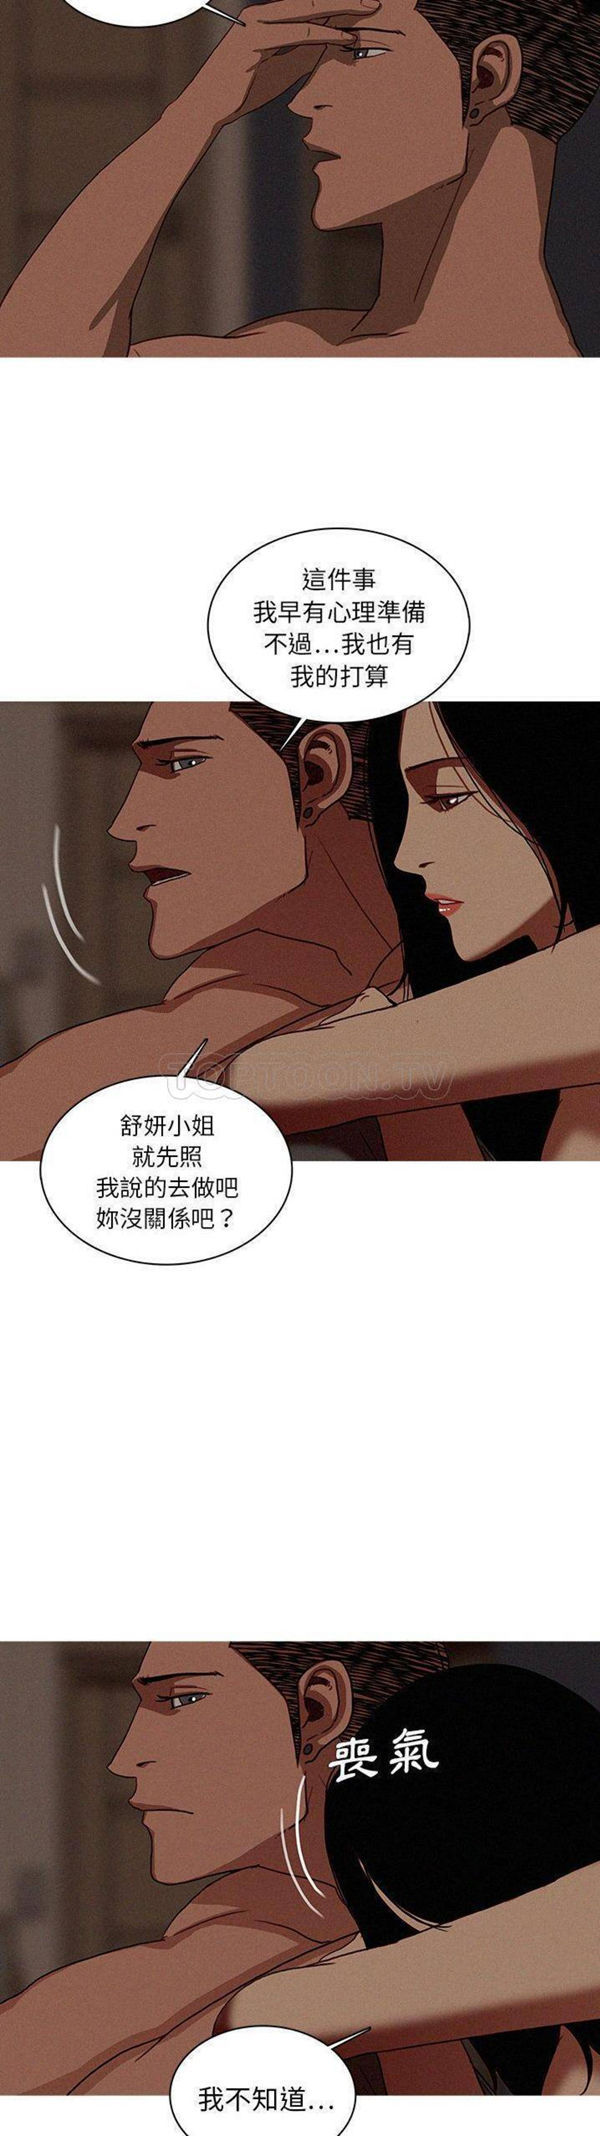 這件事
我早有心理準備
不過...我也有
我的打算
TOPTOON.TV
舒妍小姐
就先照
我說的去做吧
妳沒關係吧？
喪氣
我不知道...